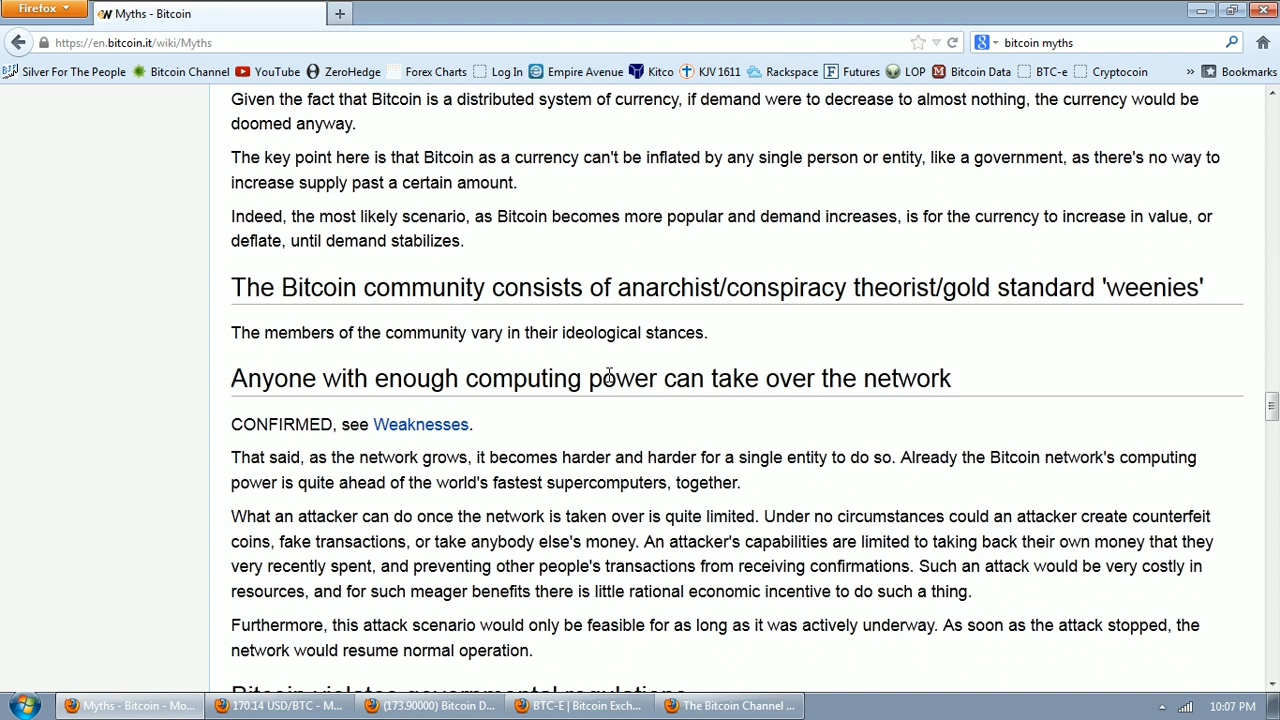 Firefox
Myths - Bitcoin
https://en.bitcoin.it/wiki/Myths
bitcoin myths
Silver For The People
Bitcoin Channel
YouTube
ZeroHedge
Forex Charts
Log In
Empire Avenue
Kitco
KJV 1611
Rackspace
Futures
LOP
Bitcoin Data
BTC-e
Cryptocoin
»
Bookmarks
Given the fact that Bitcoin is a distributed system of currency, if demand were to decrease to almost nothing, the currency would be
doomed anyway.
The key point here is that Bitcoin as a currency can't be inflated by any single person or entity, like a government, as there's no way to
increase supply past a certain amount.
Indeed, the most likely scenario, as Bitcoin becomes more popular and demand increases, is for the currency to increase in value, or
deflate, until demand stabilizes.
The Bitcoin community consists of anarchist/conspiracy theorist/gold standard 'weenies'
The members of the community vary in their ideological stances.
Anyone with enough computing power can take over the network
CONFIRMED, see Weaknesses.
That said, as the network grows, it becomes harder and harder for a single entity to do so. Already the Bitcoin network's computing
power is quite ahead of the world's fastest supercomputers, together.
What an attacker can do once the network is taken over is quite limited. Under no circumstances could an attacker create counterfeit
coins, fake transactions, or take anybody else's money. An attacker's capabilities are limited to taking back their own money that they
very recently spent, and preventing other people's transactions from receiving confirmations. Such an attack would be very costly in
resources, and for such meager benefits there is little rational economic incentive to do such a thing.
Furthermore, this attack scenario would only be feasible for as long as it was actively underway. As soon as the attack stopped, the
network would resume normal operation.
Bitcoin violates governmental regulations
Myths - Bitcoin - Mo...
170.14 USD/BTC - M...
(173.90000) Bitcoin D...
BTC-E | Bitcoin Exch...
The Bitcoin Channel ...
10:07 PM